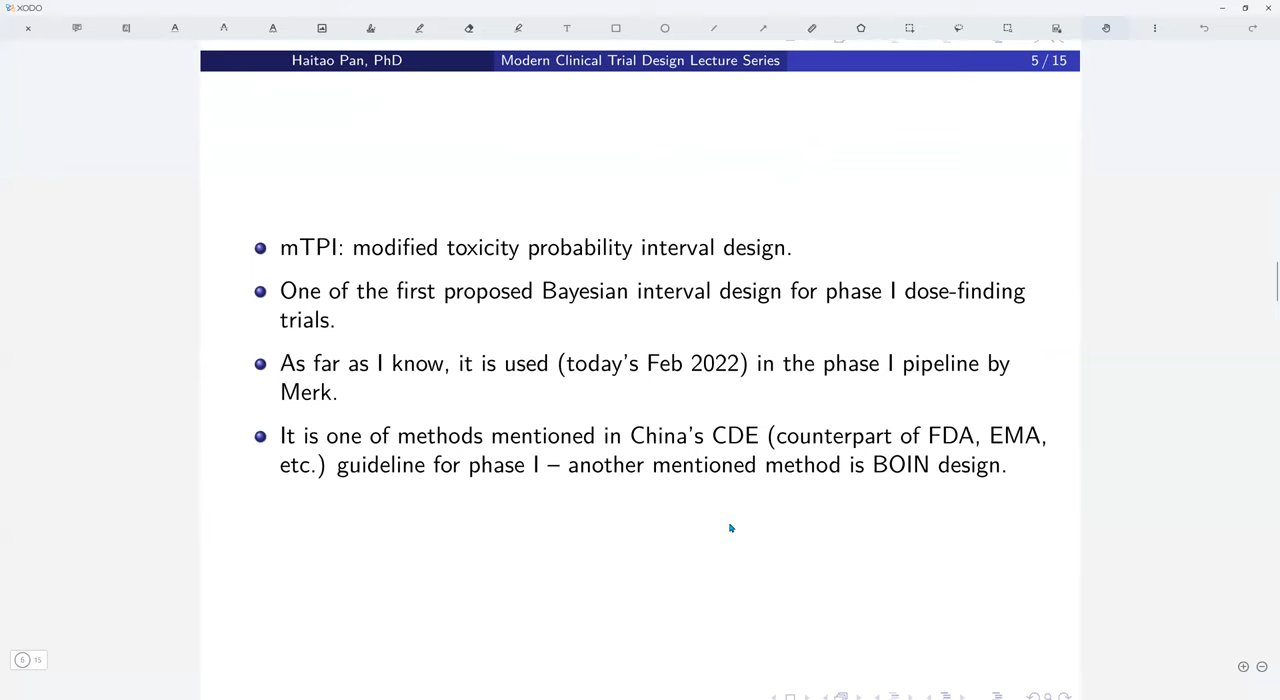 XODO
Haitao Pan, PhD Modern Clinical Trial Design Lecture Series 5 / 15
mTPI: modified toxicity probability interval design.
One of the first proposed Bayesian interval design for phase I dose-finding
trials.
As far as I know, it is used (today's Feb 2022) in the phase I pipeline by
Merk.
It is one of methods mentioned in China's CDE (counterpart of FDA, EMA,
etc.) guideline for phase I – another mentioned method is BOIN design.
6 15